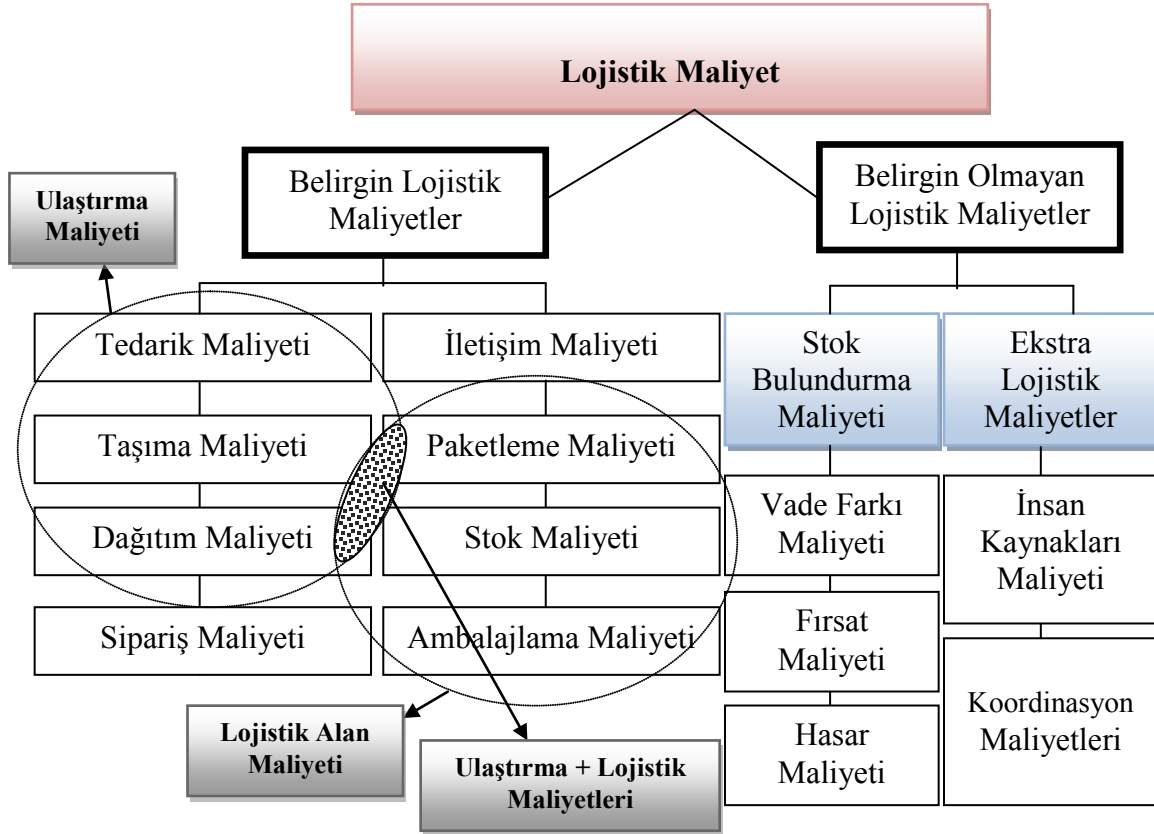 Lojistik Maliyet
Belirgin Lojistik
Maliyetler
Belirgin Olmayan
Lojistik Maliyetler
Ulaştırma
Maliyeti
Tedarik Maliyeti
Taşıma Maliyeti
Dağıtım Maliyeti
Sipariş Maliyeti
İletişim Maliyeti
Paketleme Maliyeti
Stok Maliyeti
Ambalajlama Maliyeti
Stok
Bulundurma
Maliyeti
Vade Farkı
Maliyeti
Fırsat
Maliyeti
Hasar
Maliyeti
Ekstra
Lojistik
Maliyetler
İnsan
Kaynakları
Maliyeti
Koordinasyon
Maliyetleri
Lojistik Alan
Maliyeti
Ulaştırma + Lojistik
Maliyetleri